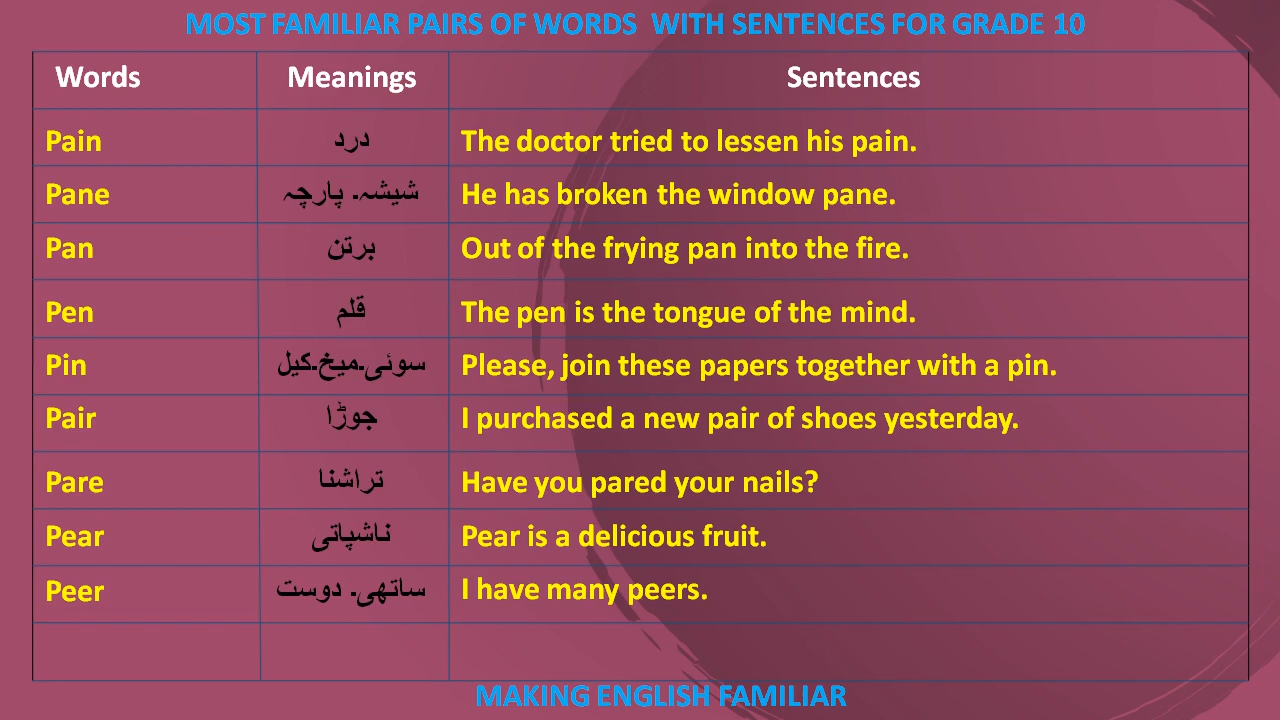 MOST FAMILIAR PAIRS OF WORDS WITH SENTENCES FOR GRADE 10
Words Meanings Sentences
Pain درد The doctor tried to lessen his pain.
Pane شیشہ۔ پارچہ He has broken the window pane.
Pan برتن Out of the frying pan into the fire.
Pen قلم The pen is the tongue of the mind.
Pin سوئی۔میخ۔کیل Please, join these papers together with a pin.
Pair جوڑا I purchased a new pair of shoes yesterday.
Pare تراشنا Have you pared your nails?
Pear ناشپاتی Pear is a delicious fruit.
Peer ساتھی۔ دوست I have many peers.
MAKING ENGLISH FAMILIAR